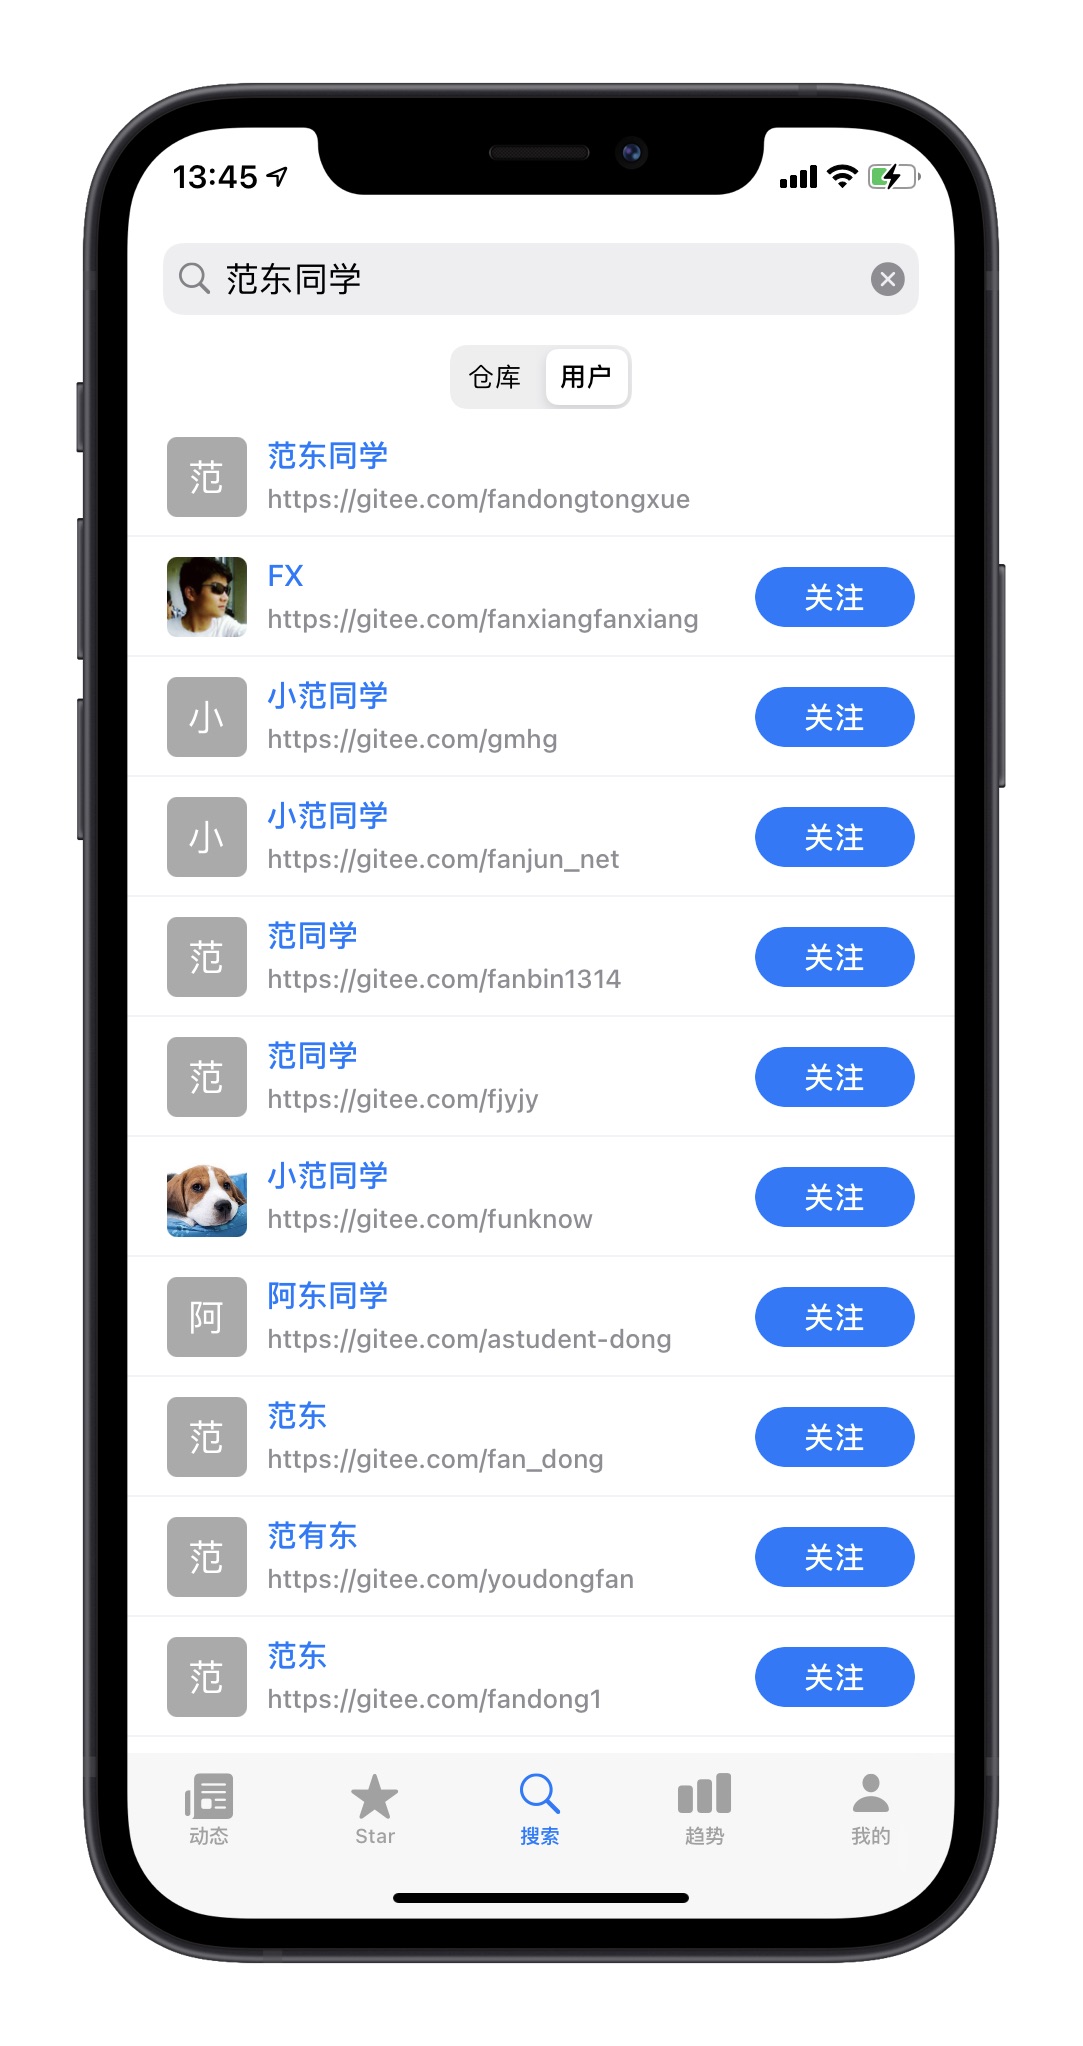 13:45
范东同学
仓库 用户
范 范东同学
https://gitee.com/fandongtongxue
FX
https://gitee.com/fanxiangfanxiang 关注
小 小范同学
https://gitee.com/gmhg 关注
小 小范同学
https://gitee.com/fanjun_net 关注
范 范同学
https://gitee.com/fanbin1314 关注
范 范同学
https://gitee.com/fjyjy 关注
小范同学
https://gitee.com/funknow 关注
阿 阿东同学
https://gitee.com/astudent-dong 关注
范 范东
https://gitee.com/fan_dong 关注
范 范有东
https://gitee.com/youdongfan 关注
范 范东
https://gitee.com/fandong1 关注
动态 Star 搜索 趋势 我的